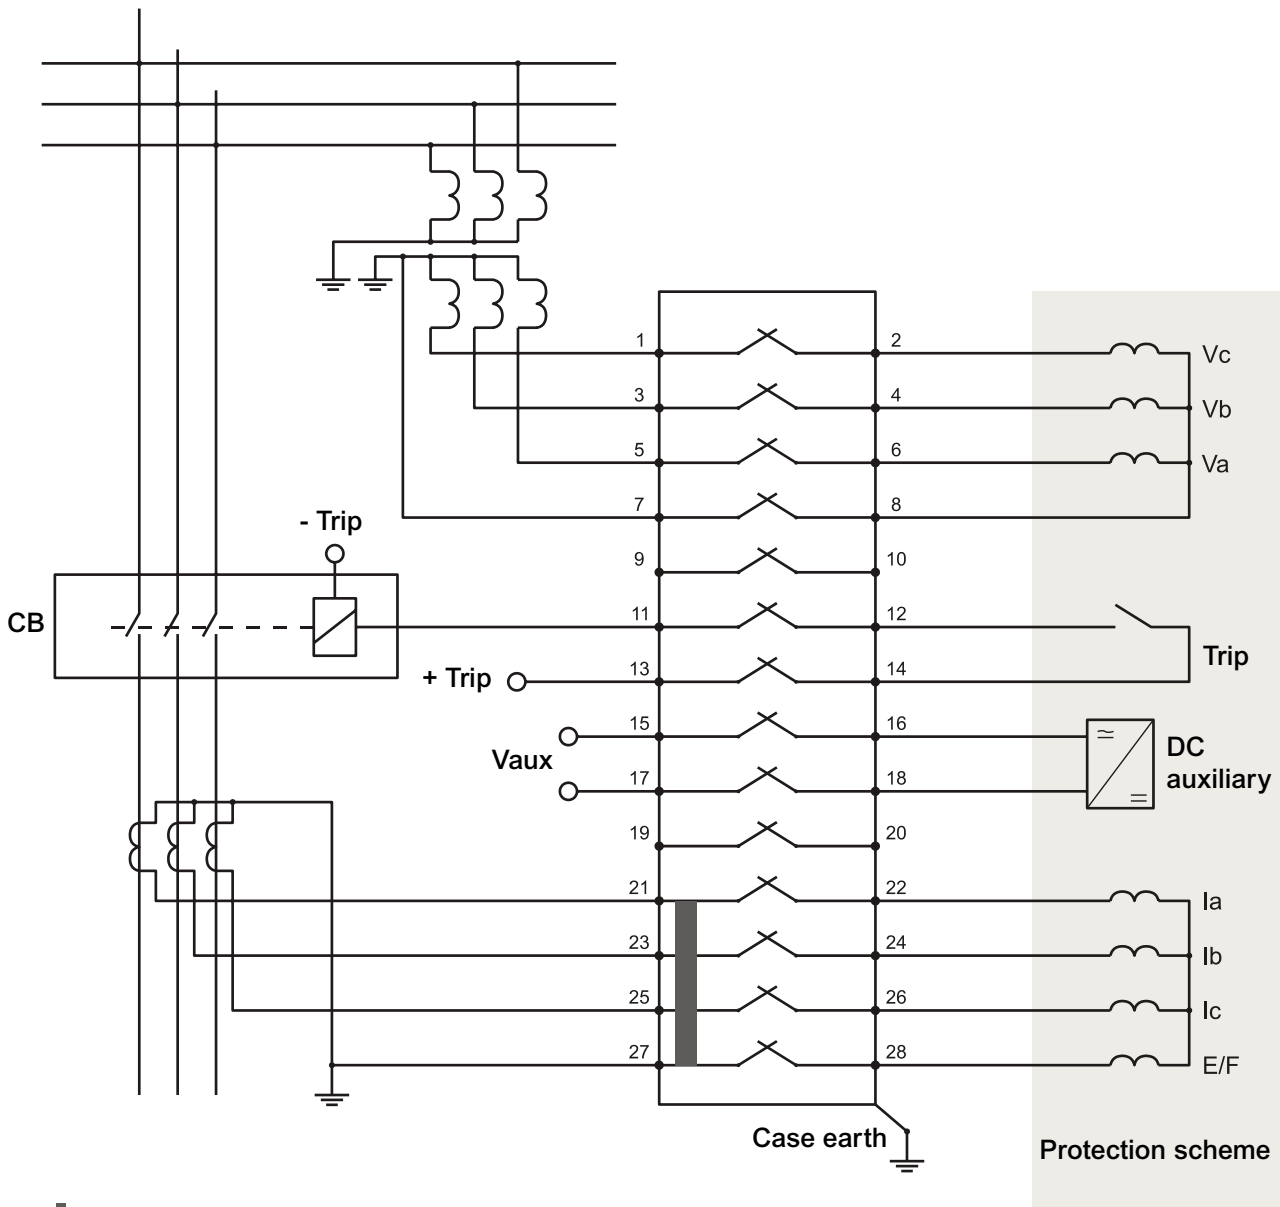 1
2
Vc
3
4
Vb
5
6
Va
7
8
- Trip
9
10
CB
11
12
Trip
+ Trip
13
14
15
16
Vaux
DC
auxiliary
17
18
19
20
21
22
Ia
23
24
Ib
25
26
Ic
27
28
E/F
Case earth
Protection scheme